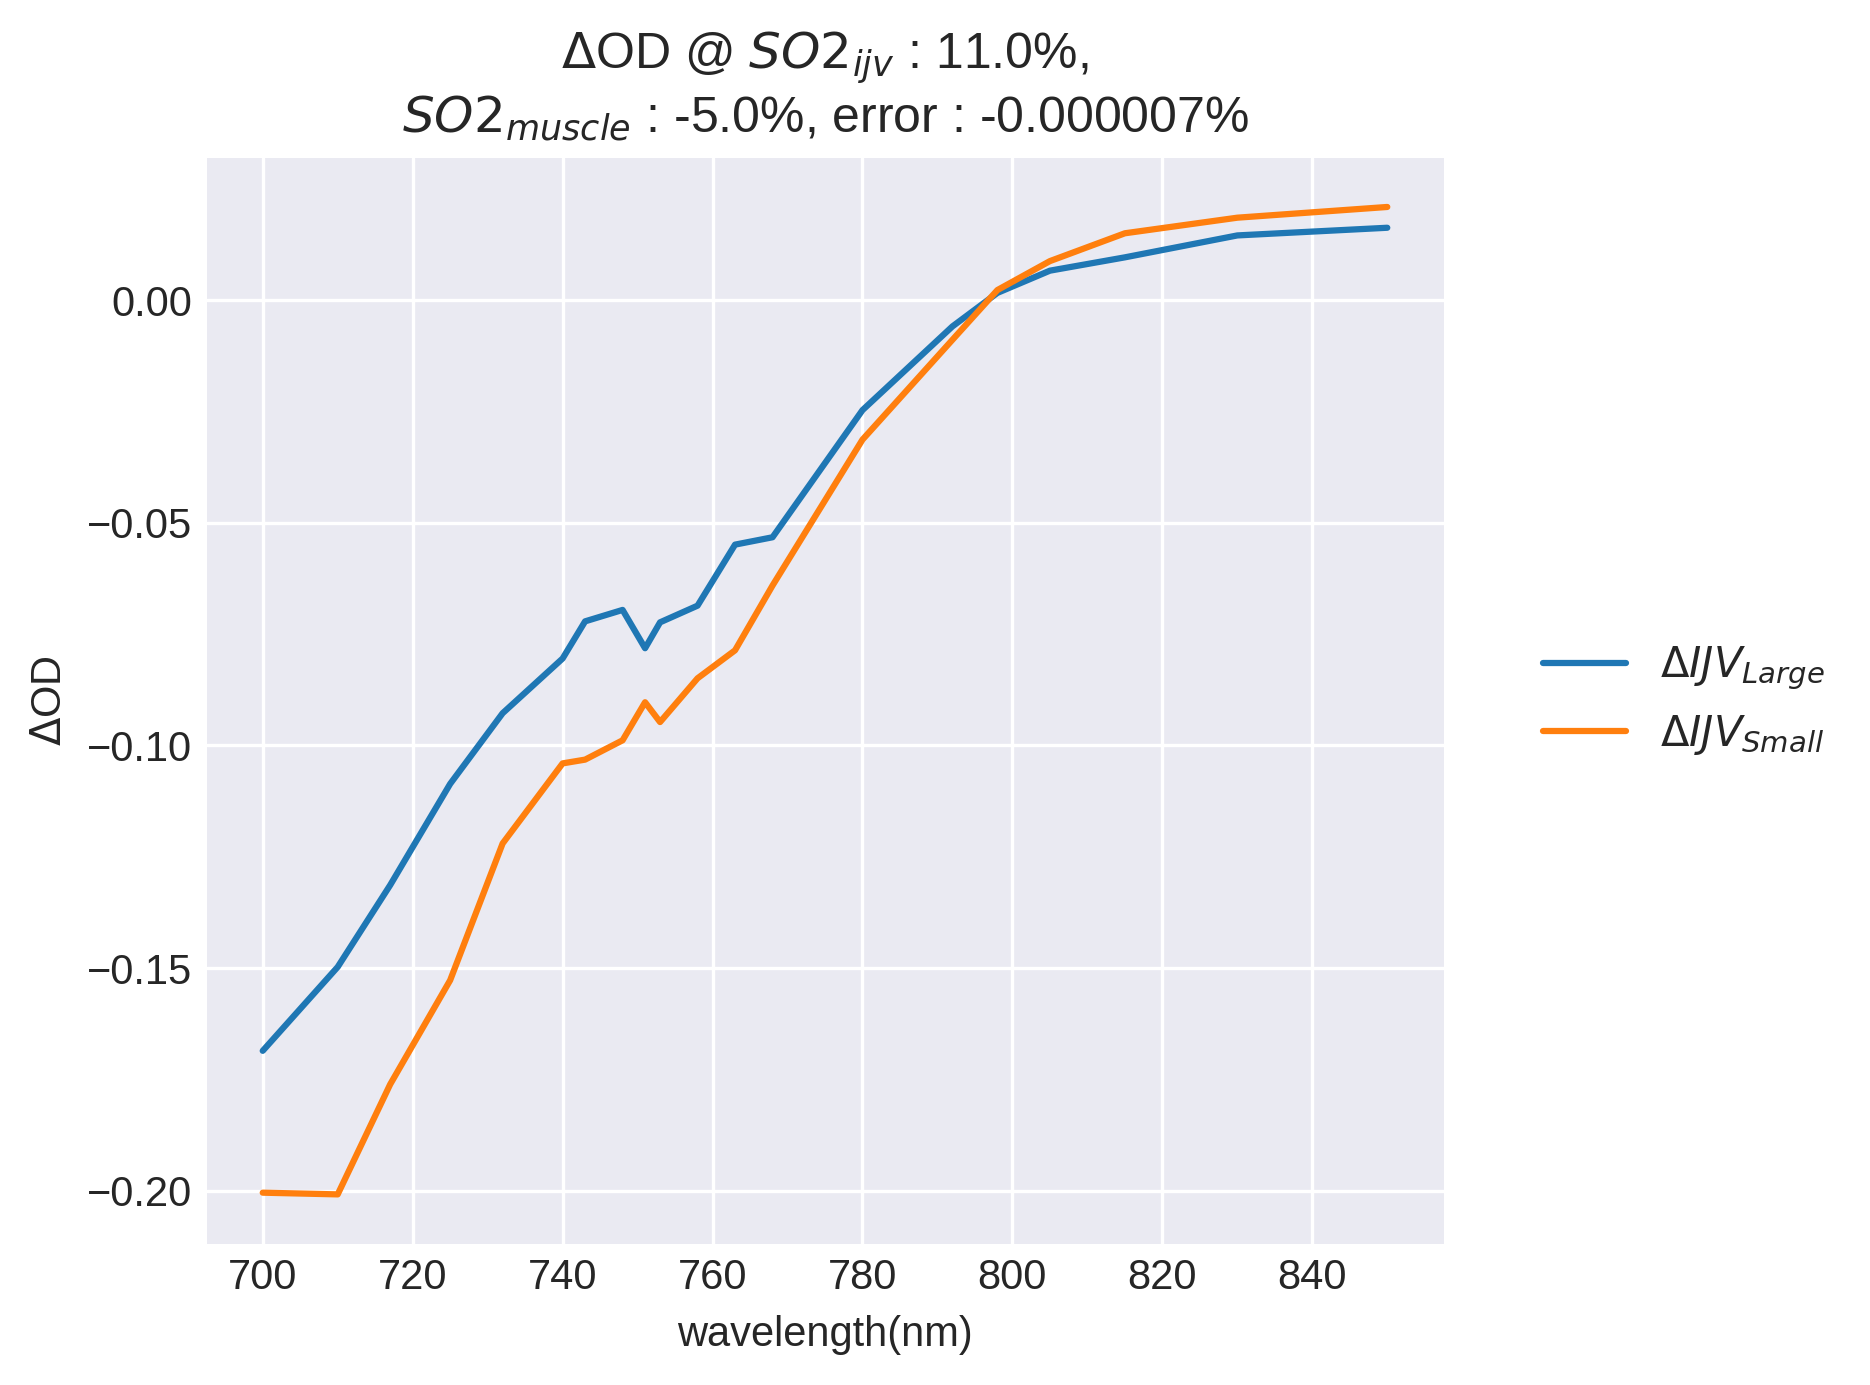 ΔOD @ SO2ijv : 11.0%,
SO2muscle : -5.0%, error : -0.000007%
0.00
−0.05
−0.10
−0.15
−0.20
ΔOD
700 720 740 760 780 800 820 840
wavelength(nm)
ΔIJVLarge
ΔIJVSmall